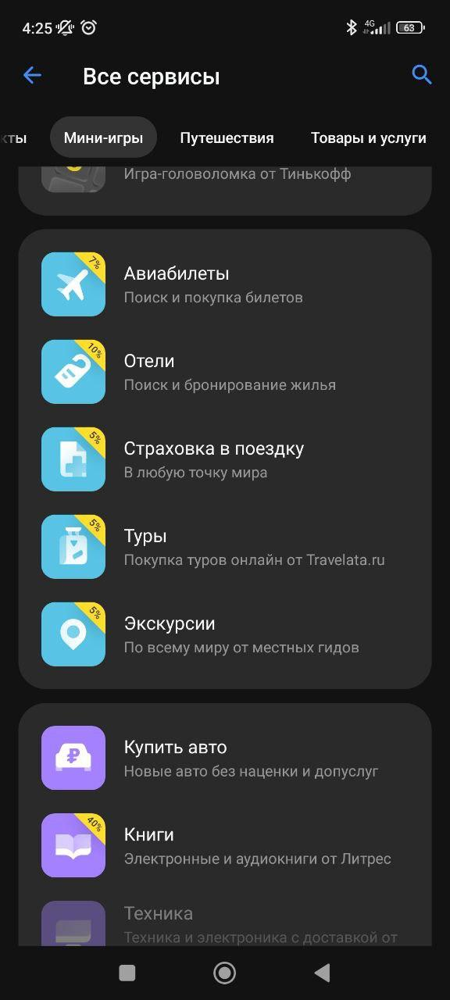 4:25
4G
63
Все сервисы
кты
Мини-игры
Путешествия
Товары и услуги
Игра-головоломка от Тинькофф
7%
Авиабилеты
Поиск и покупка билетов
10%
Отели
Поиск и бронирование жилья
5%
Страховка в поездку
В любую точку мира
5%
Туры
Покупка туров онлайн от Travelata.ru
5%
Экскурсии
По всему миру от местных гидов
₽
Купить авто
Новые авто без наценки и допуслуг
40%
Книги
Электронные и аудиокниги от Литрес
Техника
Техника и электроника с доставкой от